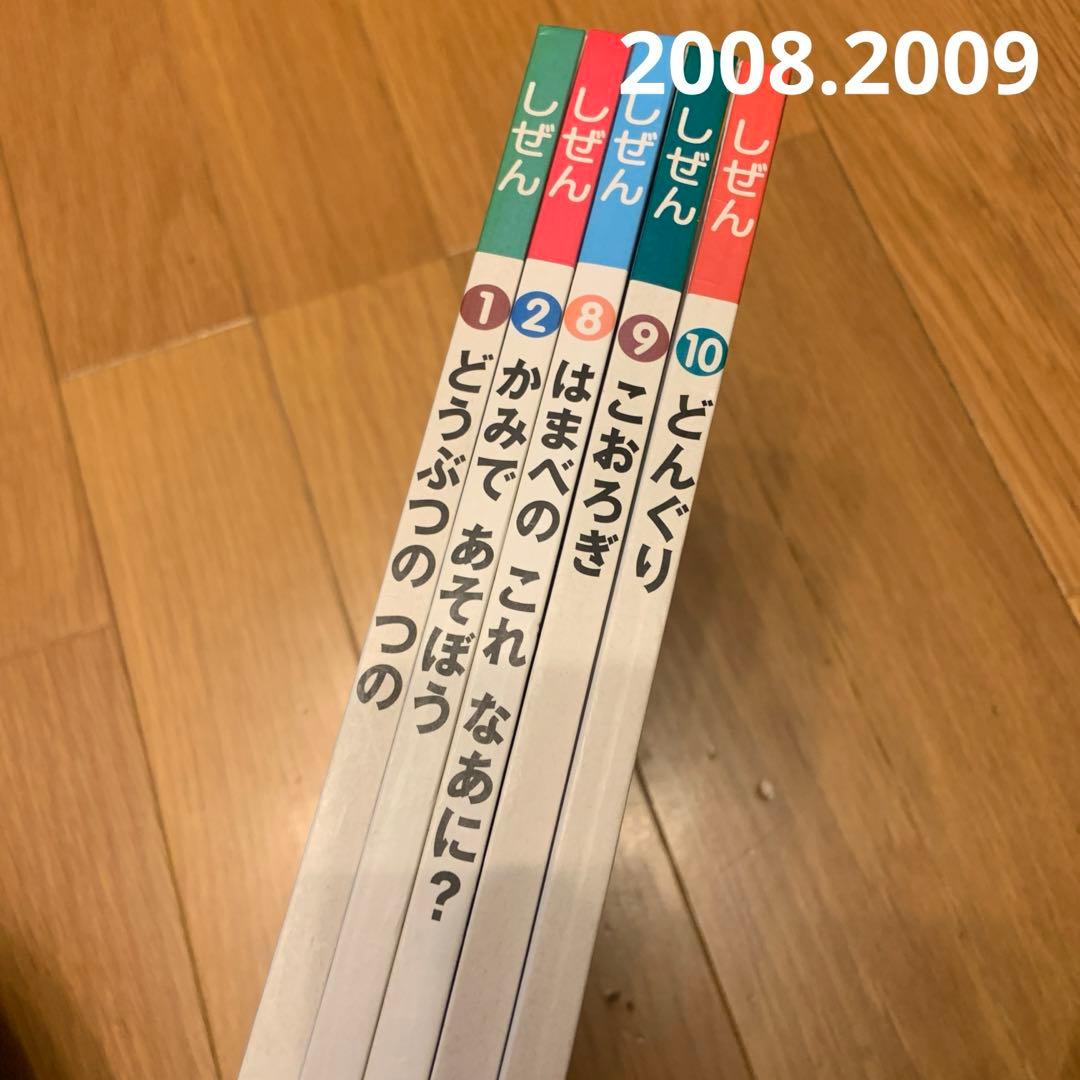 2008.2009
しぜん 1 どうぶつの つの
しぜん 2 かみで あそぼう
しぜん 8 はまべの これ なあに?
しぜん 9 こおろぎ
しぜん 10 どんぐり